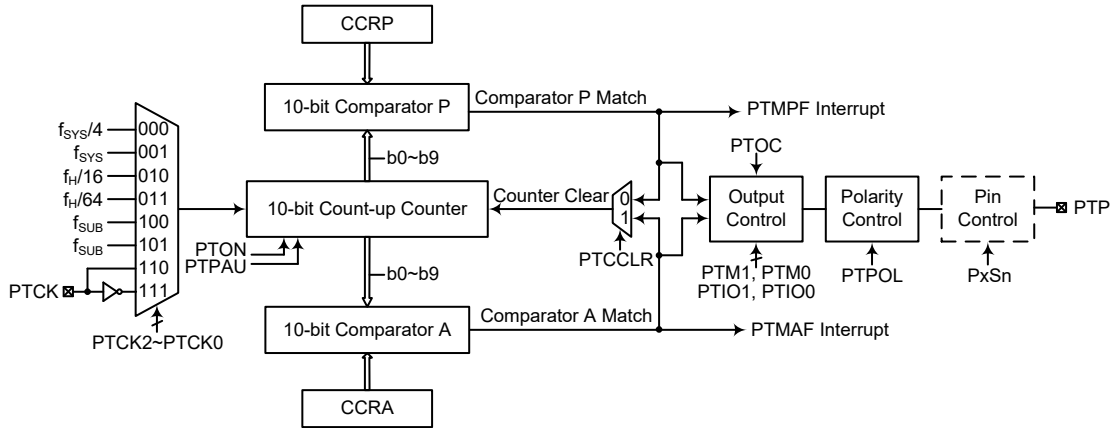 CCRP
10-bit Comparator P
Comparator P Match
PTMPF Interrupt
b0~b9
fSYS/4 000
fSYS 001
fH/16 010
fH/64 011
fSUB 100
fSUB 101
110
111
PTCK
PTCK2~PTCK0
10-bit Count-up Counter
PTON
PTPAU
Counter Clear
0
1
PTCCLR
PTOC
Output
Control
PTM1, PTM0
PTIO1, PTIO0
Polarity
Control
PTPOL
Pin
Control
PxSn
PTP
b0~b9
10-bit Comparator A
Comparator A Match
PTMAF Interrupt
CCRA